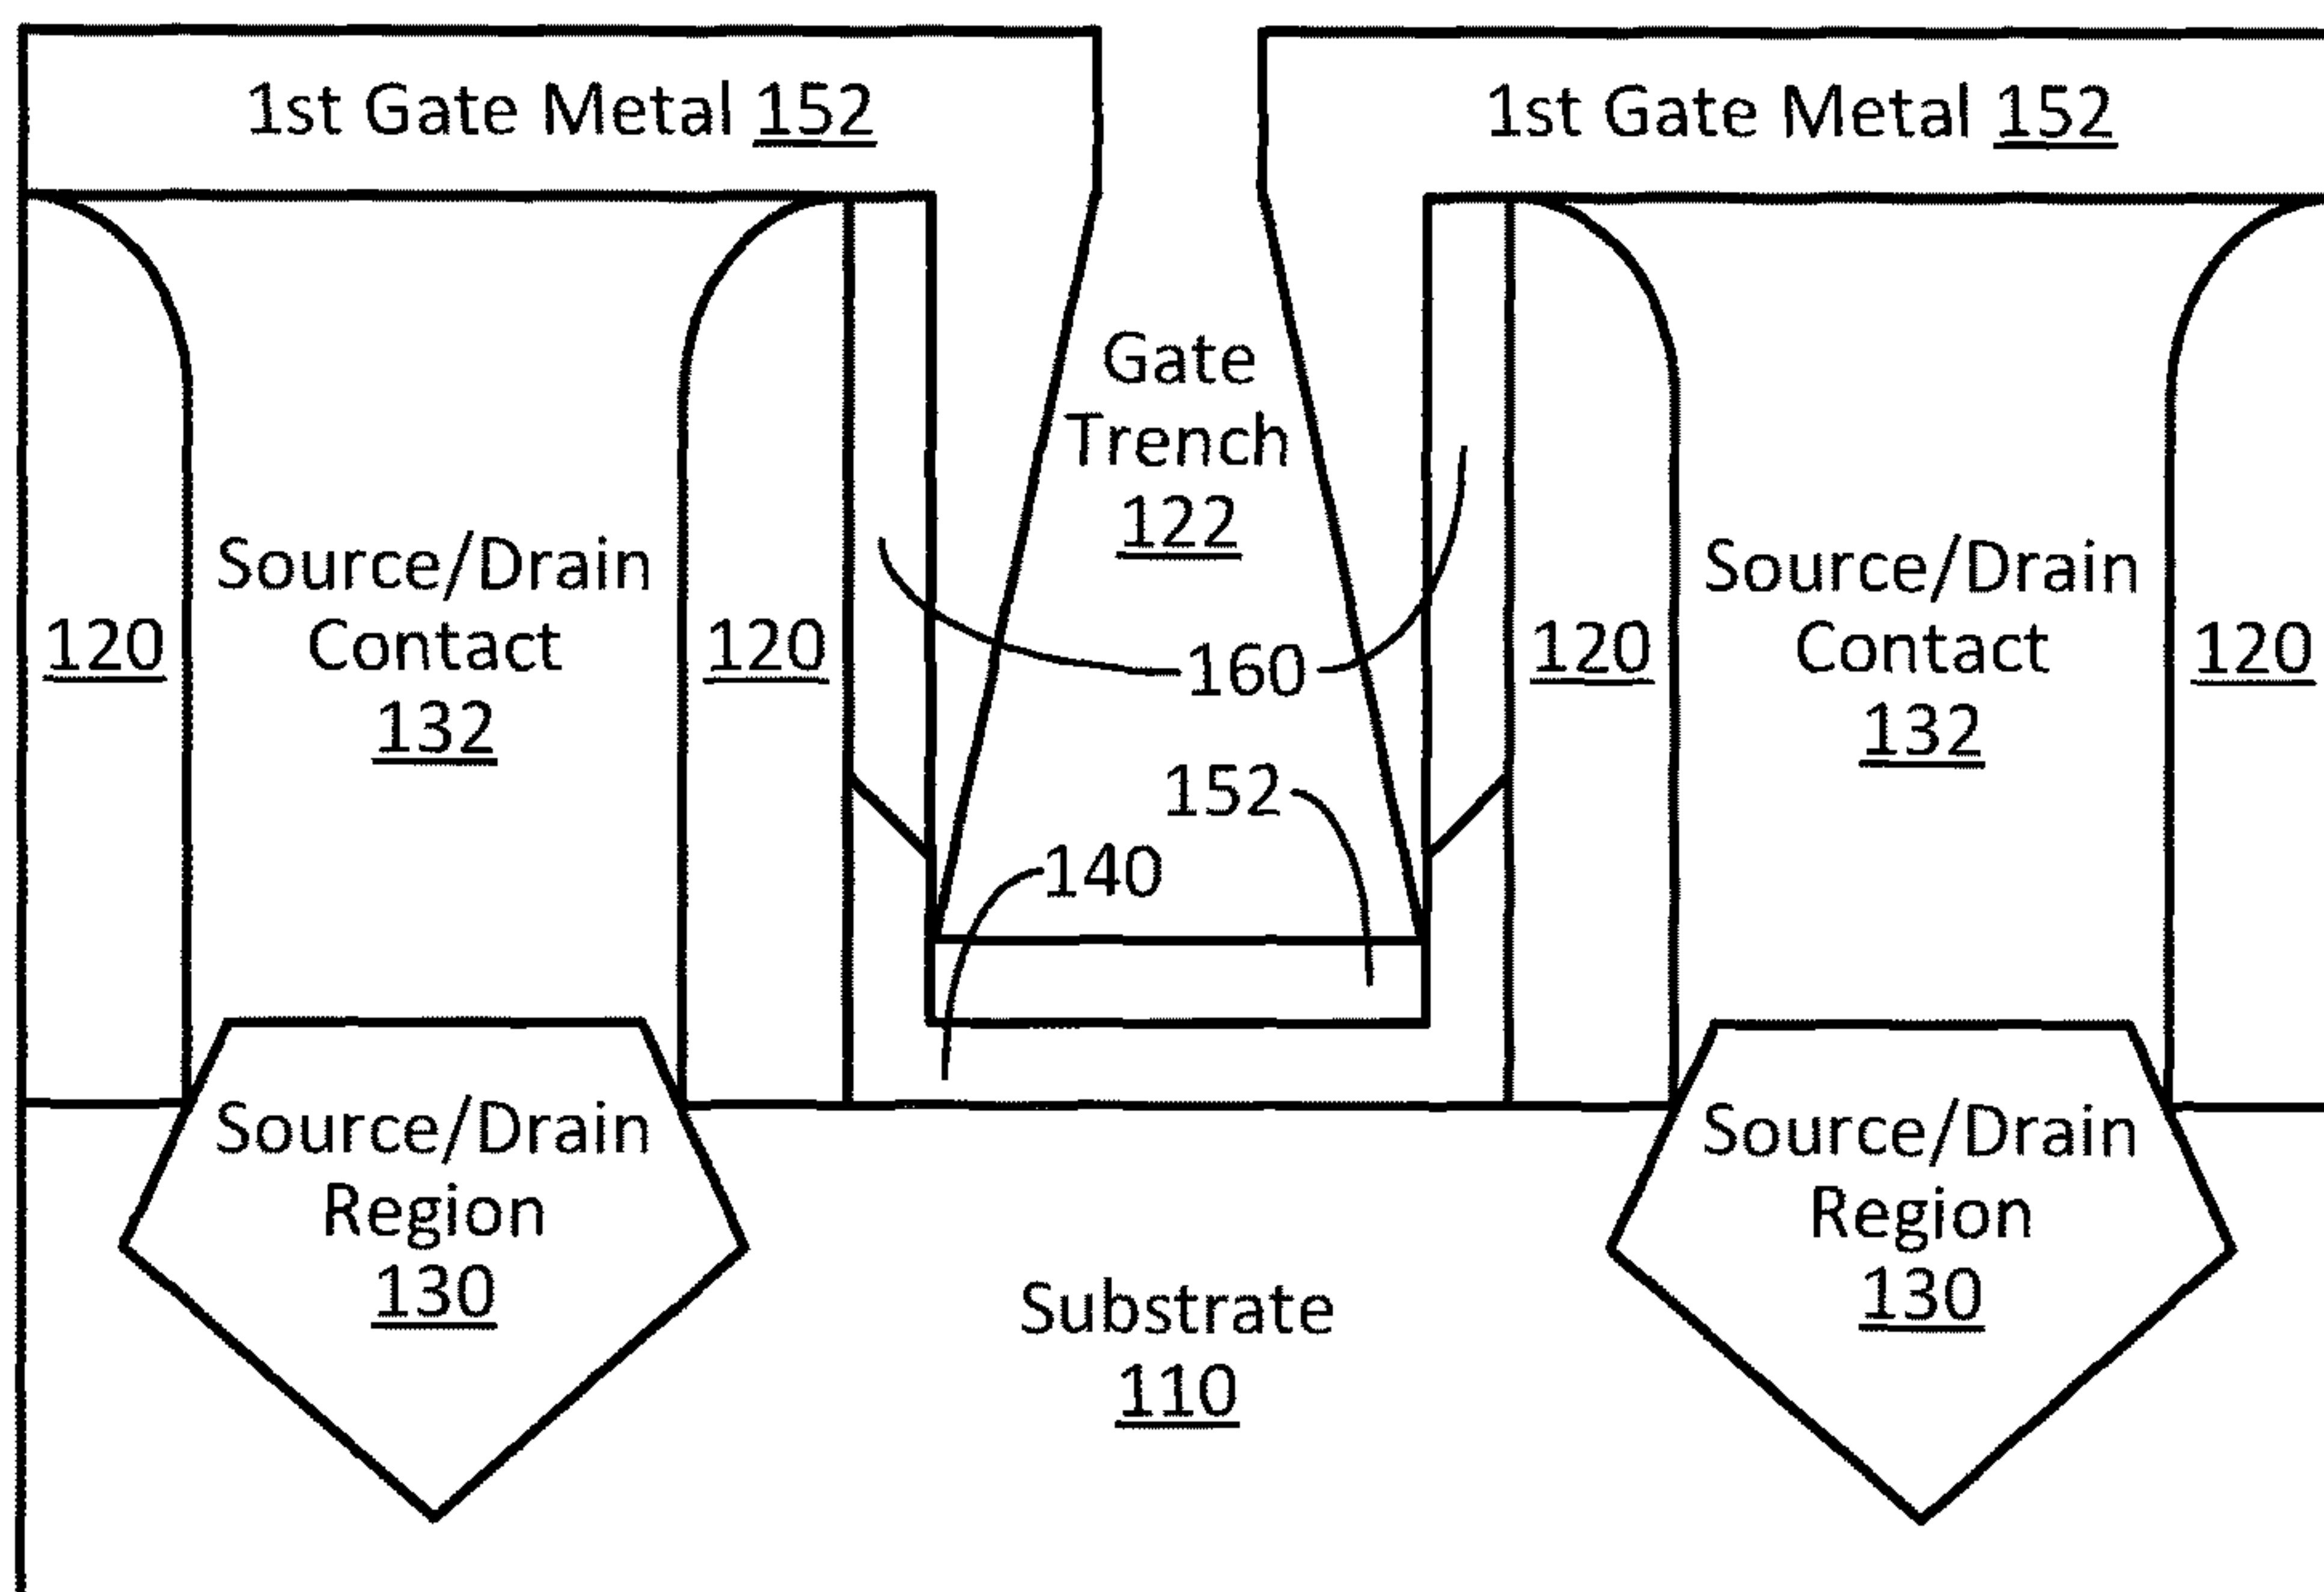 1st Gate Metal 152
1st Gate Metal 152
Gate
Trench
122
Source/Drain
Contact
132
Source/Drain
Contact
132
120
120
160
120
120
152
140
Source/Drain
Region
130
Source/Drain
Region
130
Substrate
110